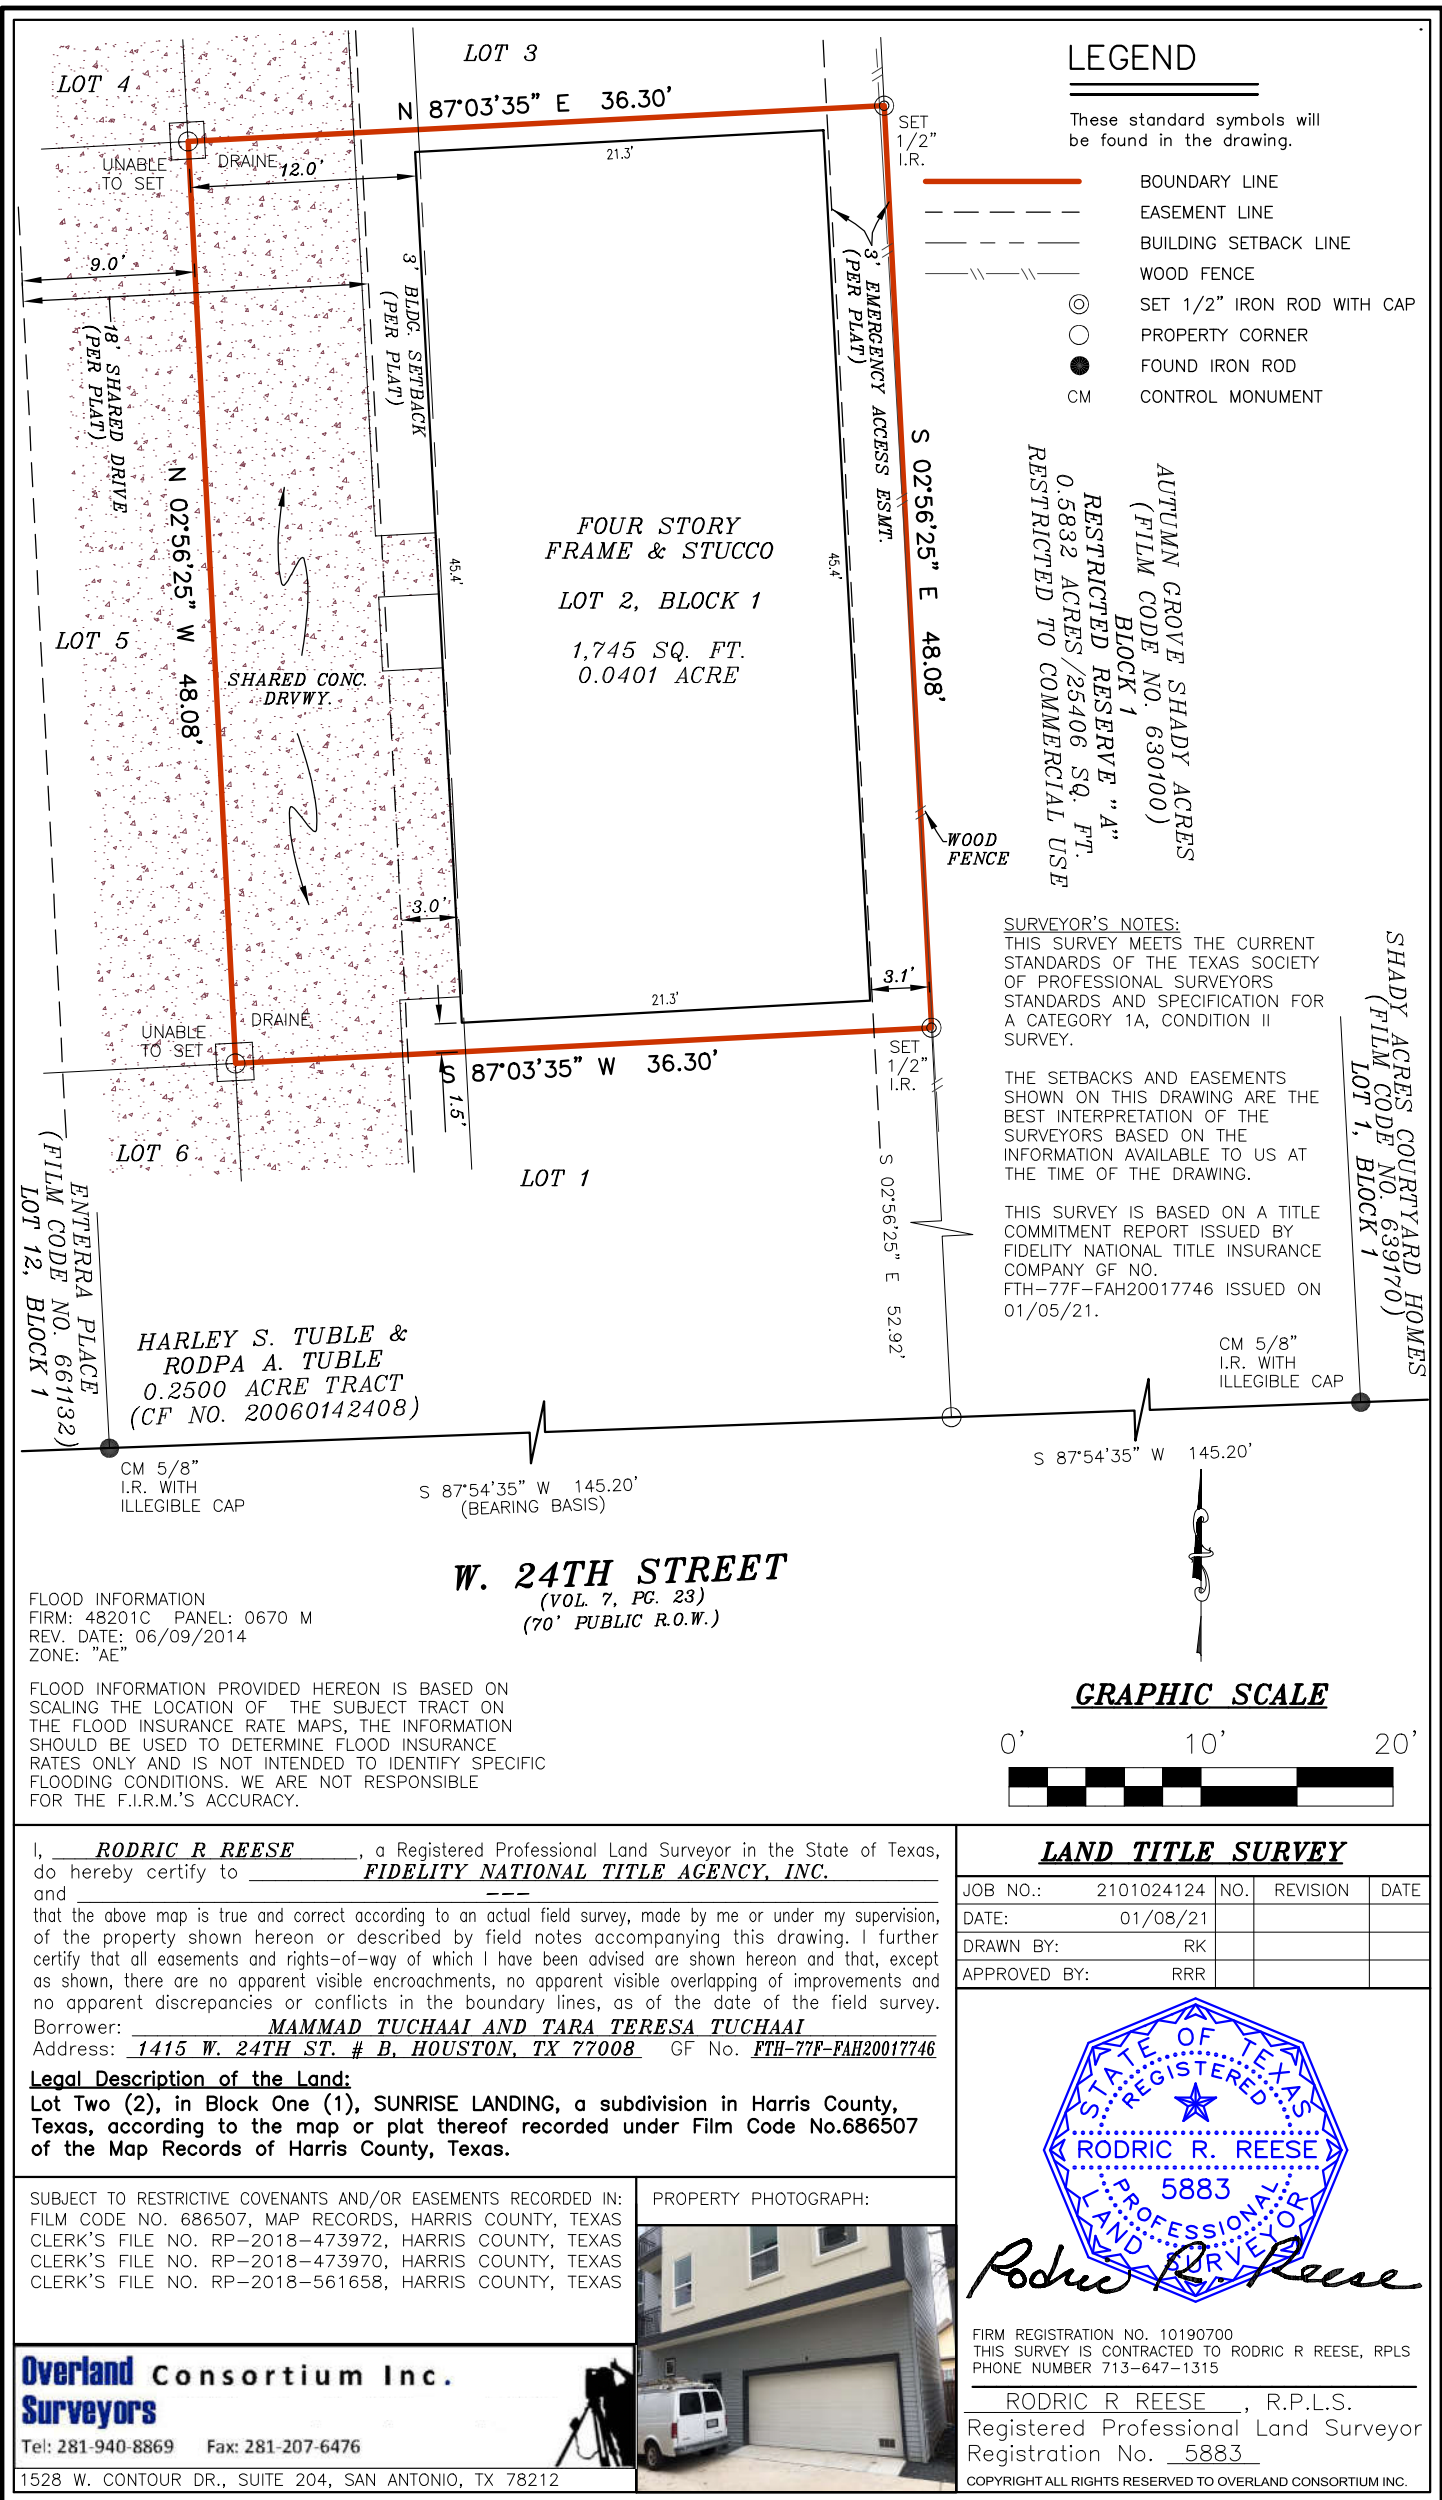 LOT 4
LOT 3
N 87°03'35" E 36.30'
SET
1/2"
I.R.
UNABLE
TO SET
DRAINE
12.0'
21.3'
9.0'
18' SHARED DRIVE
(PER PLAT)
3' BLDG. SETBACK
(PER PLAT)
3' EMERGENCY ACCESS ESMT.
(PER PLAT)
LEGEND
These standard symbols will
be found in the drawing.
BOUNDARY LINE
EASEMENT LINE
BUILDING SETBACK LINE
WOOD FENCE
SET 1/2" IRON ROD WITH CAP
PROPERTY CORNER
FOUND IRON ROD
CM CONTROL MONUMENT
N 02°56'25" W 48.08'
S 02°56'25" E 48.08'
45.4'
45.4'
FOUR STORY
FRAME & STUCCO
LOT 2, BLOCK 1
1,745 SQ. FT.
0.0401 ACRE
LOT 5
SHARED CONC.
DRVWY.
AUTUMN GROVE SHADY ACRES
(FILM CODE NO. 630100)
BLOCK 1
RESTRICTED RESERVE "A"
0.5832 ACRES/25406 SQ. FT.
RESTRICTED TO COMMERCIAL USE
WOOD
FENCE
3.0'
3.1'
21.3'
UNABLE
TO SET
DRAINE
SET
1/2"
I.R.
S 87°03'35" W 36.30'
1.5'
LOT 6
LOT 1
S 02°56'25" E 52.92'
SURVEYOR'S NOTES:
THIS SURVEY MEETS THE CURRENT
STANDARDS OF THE TEXAS SOCIETY
OF PROFESSIONAL SURVEYORS
STANDARDS AND SPECIFICATION FOR
A CATEGORY 1A, CONDITION II
SURVEY.
THE SETBACKS AND EASEMENTS
SHOWN ON THIS DRAWING ARE THE
BEST INTERPRETATION OF THE
SURVEYORS BASED ON THE
INFORMATION AVAILABLE TO US AT
THE TIME OF THE DRAWING.
THIS SURVEY IS BASED ON A TITLE
COMMITMENT REPORT ISSUED BY
FIDELITY NATIONAL TITLE INSURANCE
COMPANY GF NO.
FTH-77F-FAH20017746 ISSUED ON
01/05/21.
SHADY ACRES COURTYARD HOMES
(FILM CODE NO. 639170)
LOT 1, BLOCK 1
ENTERRA PLACE
(FILM CODE NO. 661132)
LOT 12, BLOCK 1
HARLEY S. TUBLE &
RODPA A. TUBLE
0.2500 ACRE TRACT
(CF NO. 20060142408)
CM 5/8"
I.R. WITH
ILLEGIBLE CAP
CM 5/8"
I.R. WITH
ILLEGIBLE CAP
S 87°54'35" W 145.20'
(BEARING BASIS)
S 87°54'35" W 145.20'
W. 24TH STREET
(VOL. 7, PG. 23)
(70' PUBLIC R.O.W.)
FLOOD INFORMATION
FIRM: 48201C PANEL: 0670 M
REV. DATE: 06/09/2014
ZONE: "AE"
FLOOD INFORMATION PROVIDED HEREON IS BASED ON
SCALING THE LOCATION OF THE SUBJECT TRACT ON
THE FLOOD INSURANCE RATE MAPS, THE INFORMATION
SHOULD BE USED TO DETERMINE FLOOD INSURANCE
RATES ONLY AND IS NOT INTENDED TO IDENTIFY SPECIFIC
FLOODING CONDITIONS. WE ARE NOT RESPONSIBLE
FOR THE F.I.R.M.'S ACCURACY.
GRAPHIC SCALE
0' 10' 20'
I, RODRIC R REESE, a Registered Professional Land Surveyor in the State of Texas,
do hereby certify to FIDELITY NATIONAL TITLE AGENCY, INC.
and ---
that the above map is true and correct according to an actual field survey, made by me or under my supervision,
of the property shown hereon or described by field notes accompanying this drawing. I further
certify that all easements and rights-of-way of which I have been advised are shown hereon and that, except
as shown, there are no apparent visible encroachments, no apparent visible overlapping of improvements and
no apparent discrepancies or conflicts in the boundary lines, as of the date of the field survey.
Borrower: MAMMAD TUCHAAI AND TARA TERESA TUCHAAI
Address: 1415 W. 24TH ST. # B, HOUSTON, TX 77008 GF No. FTH-77F-FAH20017746
Legal Description of the Land:
Lot Two (2), in Block One (1), SUNRISE LANDING, a subdivision in Harris County,
Texas, according to the map or plat thereof recorded under Film Code No.686507
of the Map Records of Harris County, Texas.
LAND TITLE SURVEY
JOB NO.: 2101024124 NO. REVISION DATE
DATE: 01/08/21
DRAWN BY: RK
APPROVED BY: RRR
STATE OF TEXAS
REGISTERED
RODRIC R. REESE
5883
PROFESSIONAL
LAND SURVEYOR
Rodric R. Reese
SUBJECT TO RESTRICTIVE COVENANTS AND/OR EASEMENTS RECORDED IN:
FILM CODE NO. 686507, MAP RECORDS, HARRIS COUNTY, TEXAS
CLERK'S FILE NO. RP-2018-473972, HARRIS COUNTY, TEXAS
CLERK'S FILE NO. RP-2018-473970, HARRIS COUNTY, TEXAS
CLERK'S FILE NO. RP-2018-561658, HARRIS COUNTY, TEXAS
PROPERTY PHOTOGRAPH:
FIRM REGISTRATION NO. 10190700
THIS SURVEY IS CONTRACTED TO RODRIC R REESE, RPLS
PHONE NUMBER 713-647-1315
RODRIC R REESE, R.P.L.S.
Registered Professional Land Surveyor
Registration No. 5883
COPYRIGHT ALL RIGHTS RESERVED TO OVERLAND CONSORTIUM INC.
Overland Consortium Inc.
Surveyors
Tel: 281-940-8869 Fax: 281-207-6476
1528 W. CONTOUR DR., SUITE 204, SAN ANTONIO, TX 78212